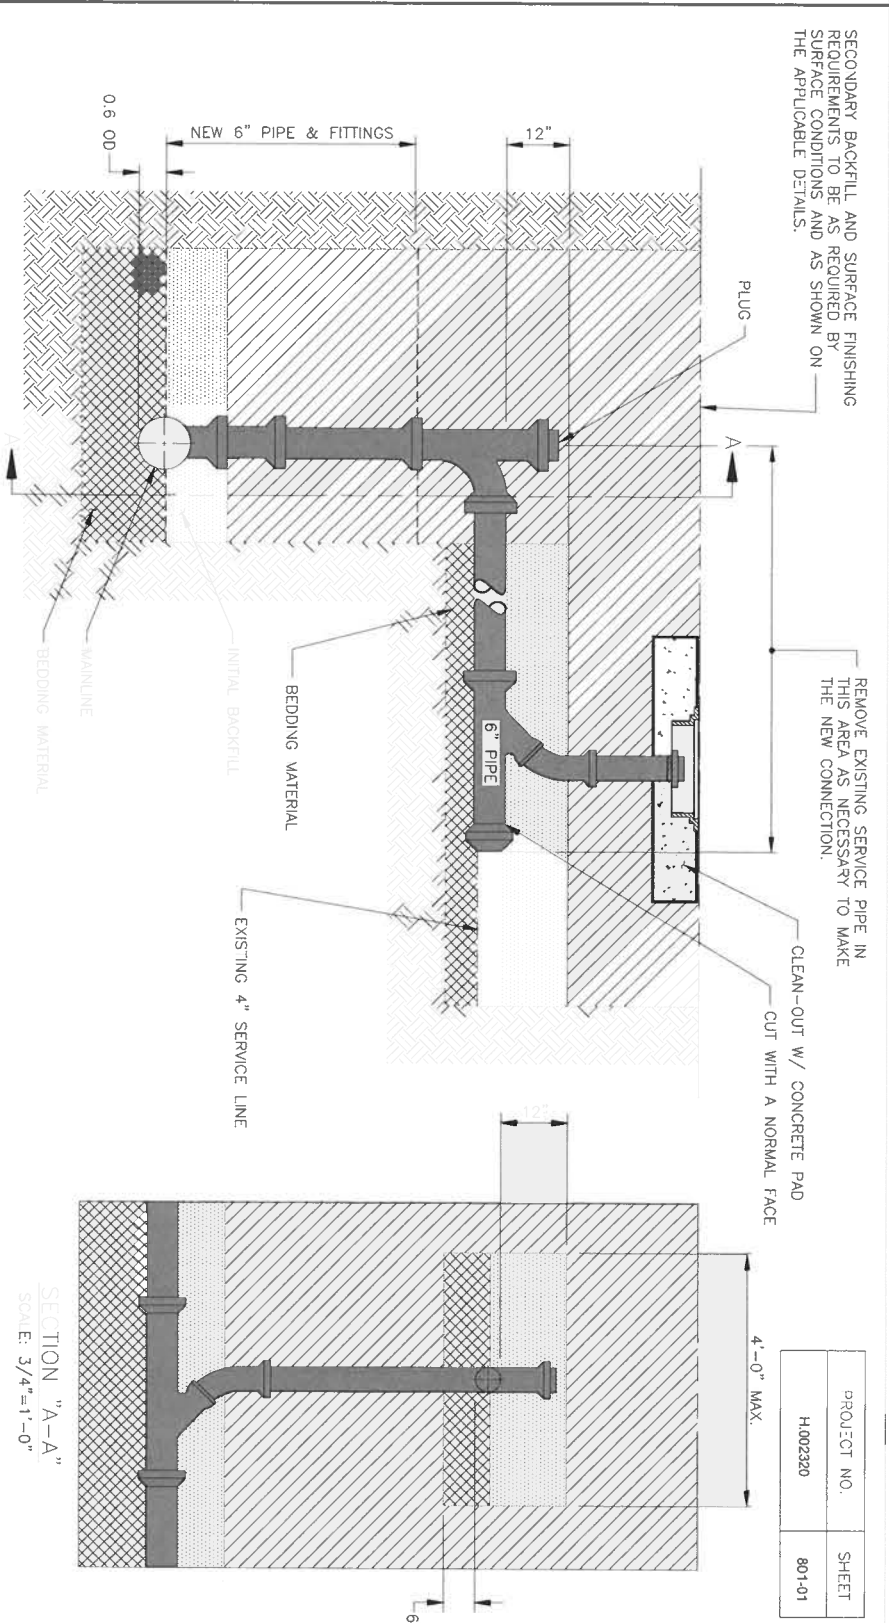 SECONDARY BACKFILL AND SURFACE FINISHING
REQUIREMENTS TO BE AS REQUIRED BY
SURFACE CONDITIONS AND AS SHOWN ON
THE APPLICABLE DETAILS.
0.6 OD
NEW 6" PIPE & FITTINGS
12"
PLUG
A
A
REMOVE EXISTING SERVICE PIPE IN
THIS AREA AS NECESSARY TO MAKE
THE NEW CONNECTION.
CLEAN-OUT W/ CONCRETE PAD
CUT WITH A NORMAL FACE
6" PIPE
INITIAL BACKFILL
MAINLINE
BEDDING MATERIAL
BEDDING MATERIAL
EXISTING 4" SERVICE LINE
12"
4'-0" MAX.
6
SECTION "A-A"
SCALE: 3/4"=1'-0"
PROJECT NO.
SHEET
H.002320
801-01